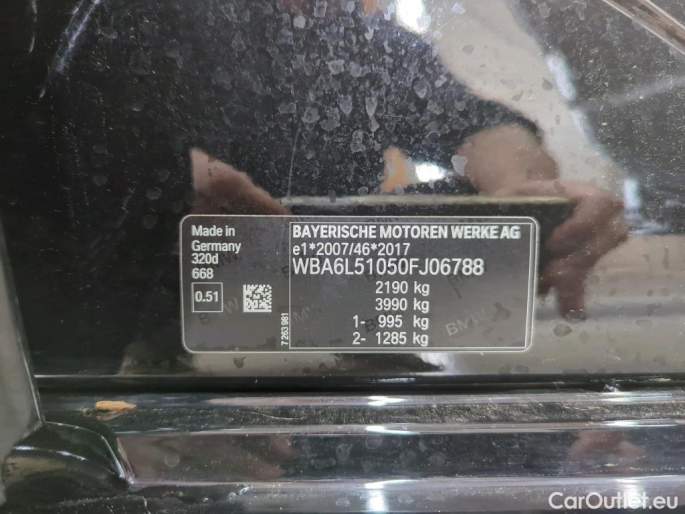 Made in
Germany
320d
668
0.51
7 263 981
BAYERISCHE MOTOREN WERKE AG
e1*2007/46*2017
WBA6L51050FJ06788
2190 kg
3990 kg
1- 995 kg
2- 1285 kg
CarOutlet.eu